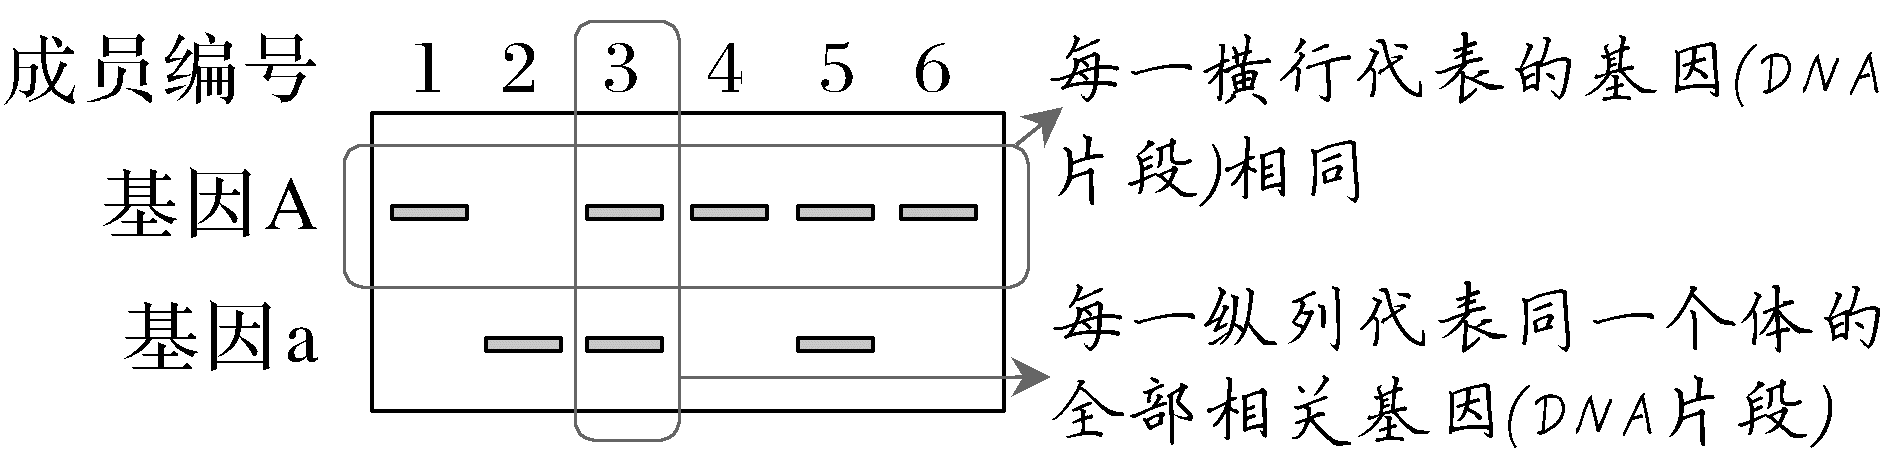 成员编号 1 2 3 4 5 6
每一横行代表的基因(DNA
片段)相同
基因A
基因a
每一纵列代表同一个体的
全部相关基因(DNA片段)